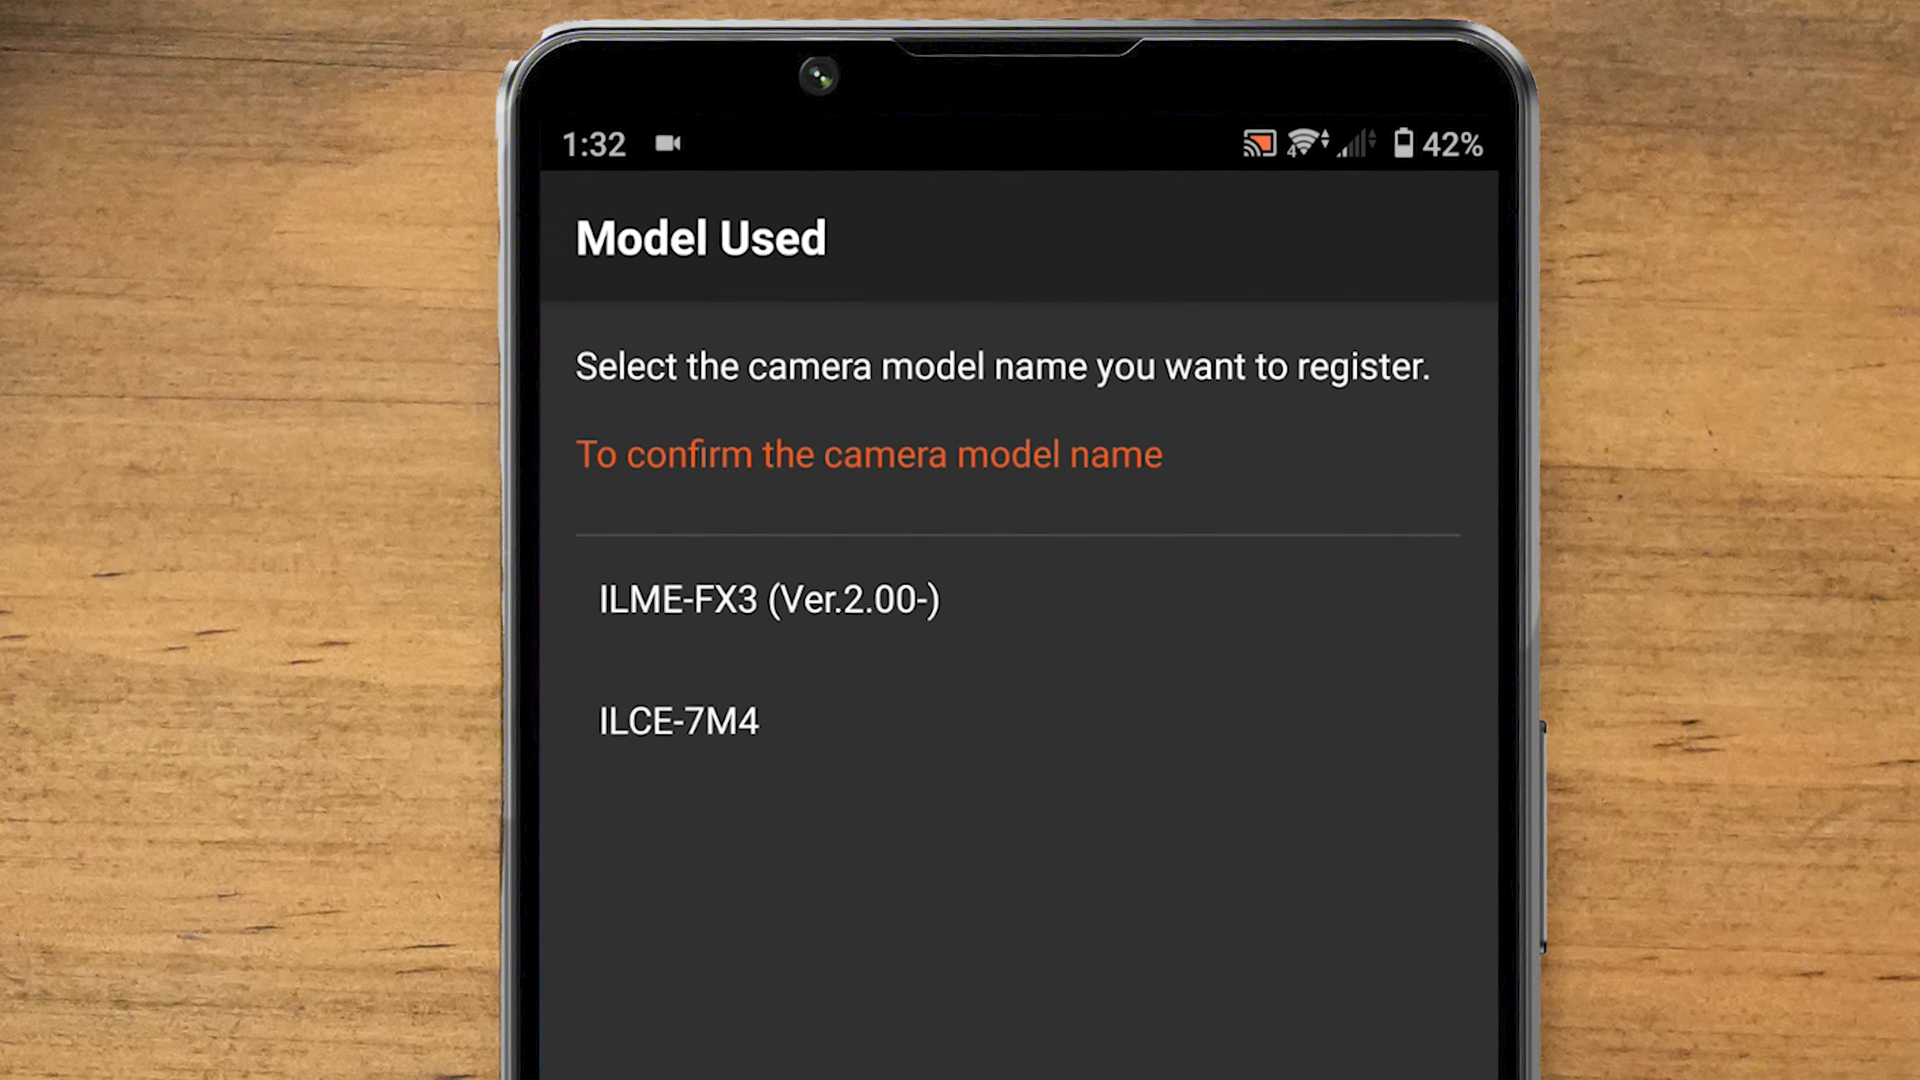 1:32 42%
Model Used
Select the camera model name you want to register.
To confirm the camera model name
ILME-FX3 (Ver.2.00-)
ILCE-7M4